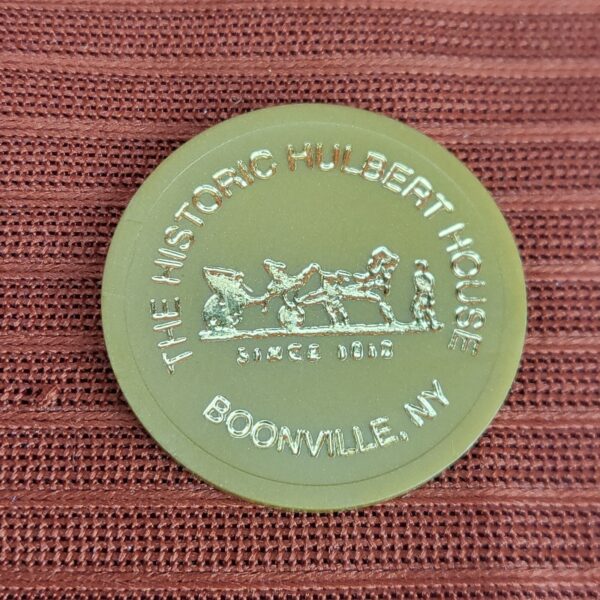 THE HISTORIC HULBERT HOUSE
SINCE 1812
BOONVILLE, NY